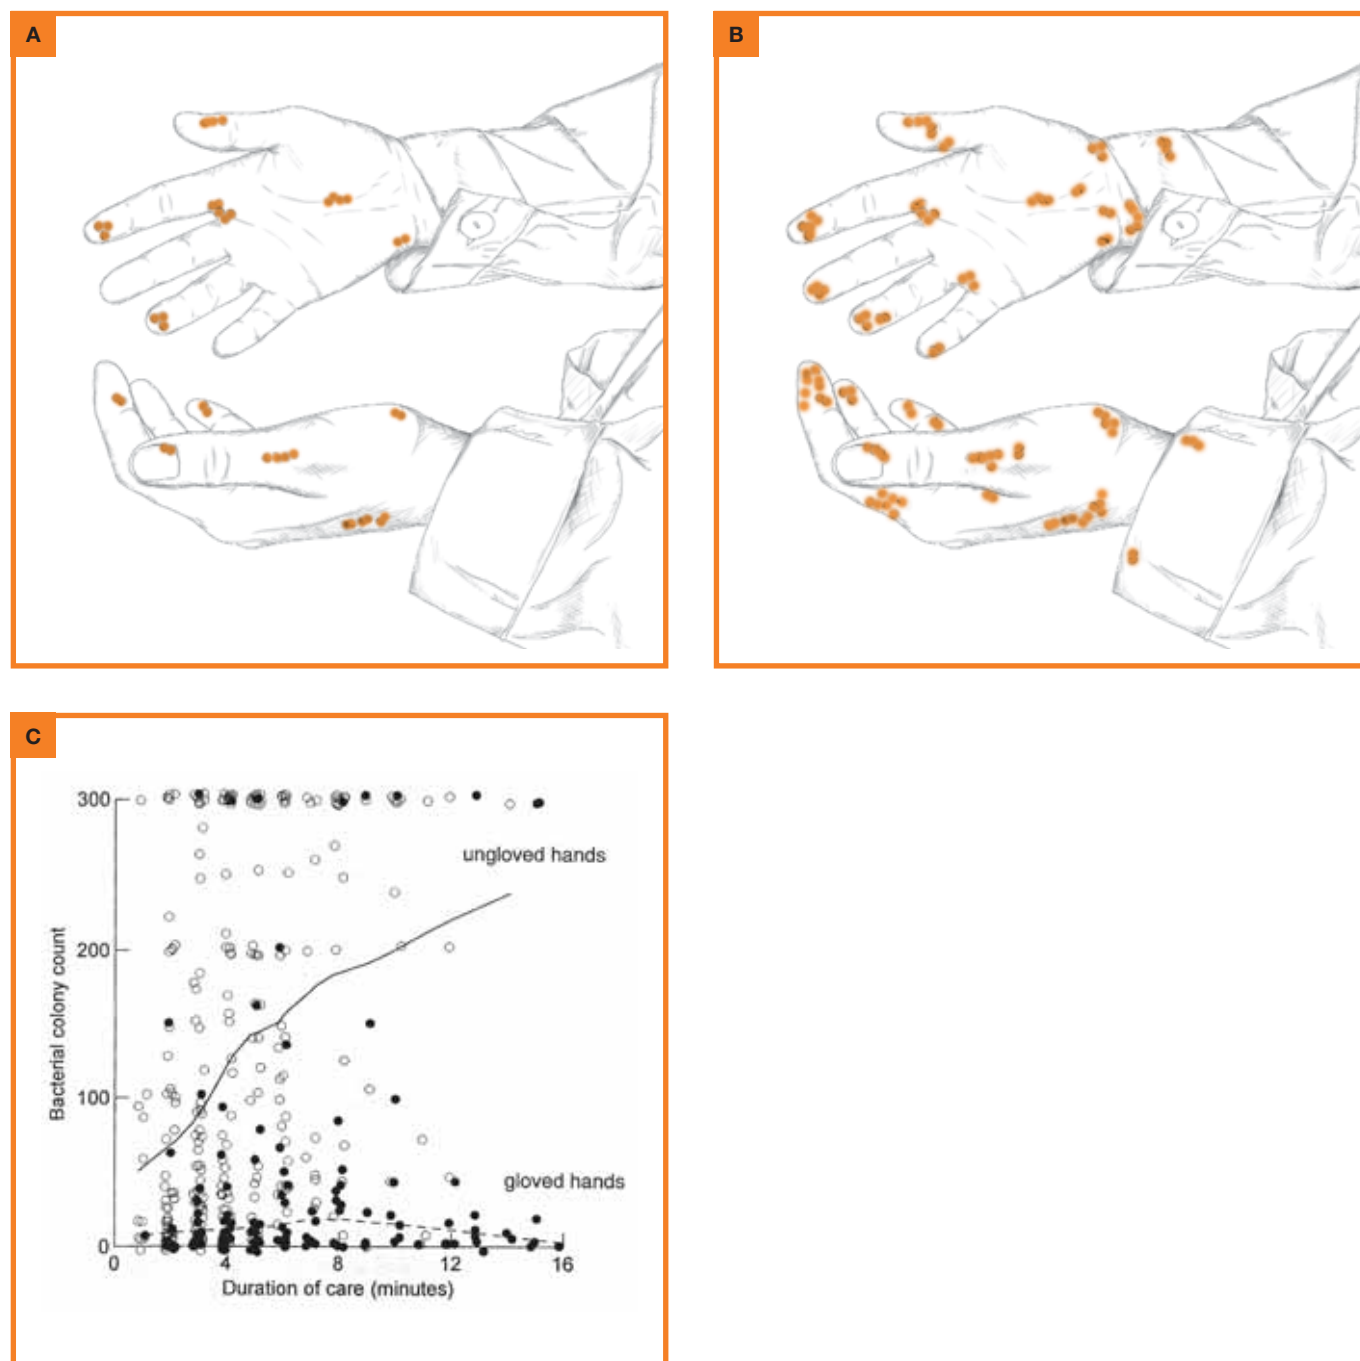 A
B
C
300
ungloved hands
200
Bacterial colony count
100
gloved hands
0
0 4 8 12 16
Duration of care (minutes)